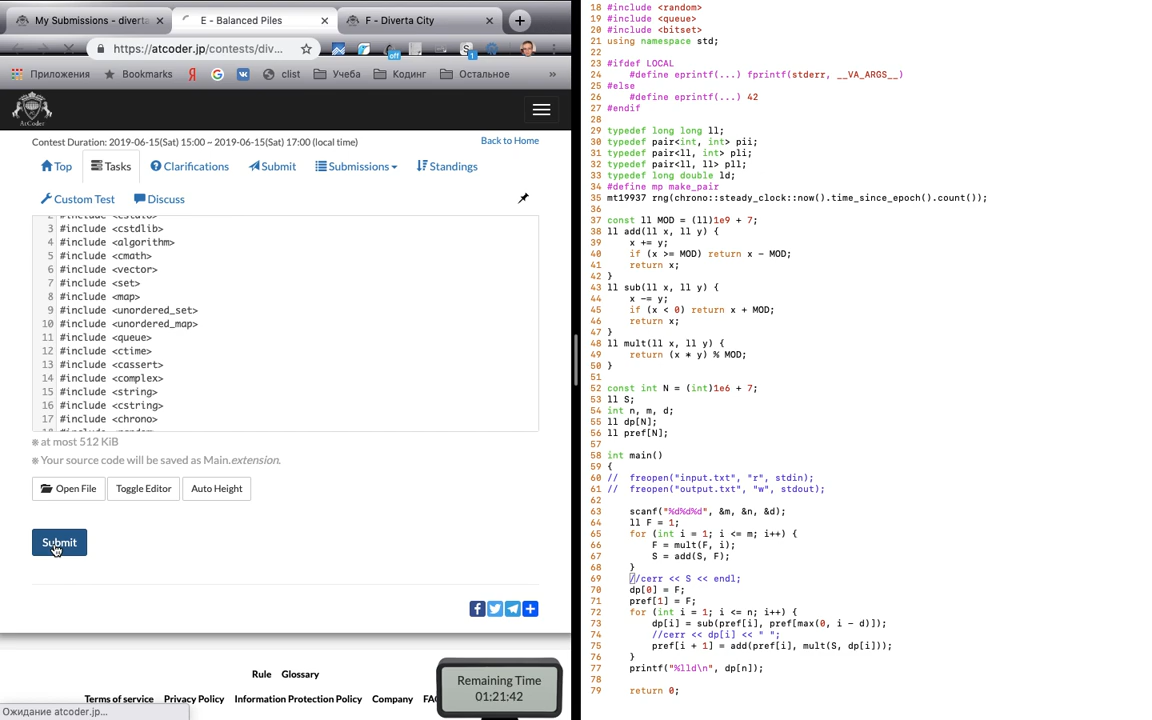 My Submissions - diverta
E - Balanced Piles
F - Diverta City
https://atcoder.jp/contests/div...
Приложения
Bookmarks
clist
Учеба
Кодинг
Остальное
»
AtCoder
Contest Duration: 2019-06-15(Sat) 15:00 ~ 2019-06-15(Sat) 17:00 (local time)
Back to Home
Top
Tasks
Clarifications
Submit
Submissions
Standings
Custom Test
Discuss
3 #include <cstdlib>
4 #include <algorithm>
5 #include <cmath>
6 #include <vector>
7 #include <set>
8 #include <map>
9 #include <unordered_set>
10 #include <unordered_map>
11 #include <queue>
12 #include <ctime>
13 #include <cassert>
14 #include <complex>
15 #include <string>
16 #include <cstring>
17 #include <chrono>
※ at most 512 KiB
※ Your source code will be saved as Main.extension.
Open File
Toggle Editor
Auto Height
Submit
Rule
Glossary
Terms of service
Privacy Policy
Information Protection Policy
Company
FAQ
Remaining Time
01:21:42
Ожидание atcoder.jp...
18 #include <random>
19 #include <queue>
20 #include <bitset>
21 using namespace std;
22
23 #ifdef LOCAL
24 #define eprintf(...) fprintf(stderr, __VA_ARGS__)
25 #else
26 #define eprintf(...) 42
27 #endif
28
29 typedef long long ll;
30 typedef pair<int, int> pii;
31 typedef pair<ll, int> pli;
32 typedef pair<ll, ll> pll;
33 typedef long double ld;
34 #define mp make_pair
35 mt19937 rng(chrono::steady_clock::now().time_since_epoch().count());
36
37 const ll MOD = (ll)1e9 + 7;
38 ll add(ll x, ll y) {
39 x += y;
40 if (x >= MOD) return x - MOD;
41 return x;
42 }
43 ll sub(ll x, ll y) {
44 x -= y;
45 if (x < 0) return x + MOD;
46 return x;
47 }
48 ll mult(ll x, ll y) {
49 return (x * y) % MOD;
50 }
51
52 const int N = (int)1e6 + 7;
53 ll S;
54 int n, m, d;
55 ll dp[N];
56 ll pref[N];
57
58 int main()
59 {
60 // freopen("input.txt", "r", stdin);
61 // freopen("output.txt", "w", stdout);
62
63 scanf("%d%d%d", &m, &n, &d);
64 ll F = 1;
65 for (int i = 1; i <= m; i++) {
66 F = mult(F, i);
67 S = add(S, F);
68 }
69 //cerr << S << endl;
70 dp[0] = F;
71 pref[1] = F;
72 for (int i = 1; i <= n; i++) {
73 dp[i] = sub(pref[i], pref[max(0, i - d)]);
74 //cerr << dp[i] << " ";
75 pref[i + 1] = add(pref[i], mult(S, dp[i]));
76 }
77 printf("%lld\n", dp[n]);
78
79 return 0;